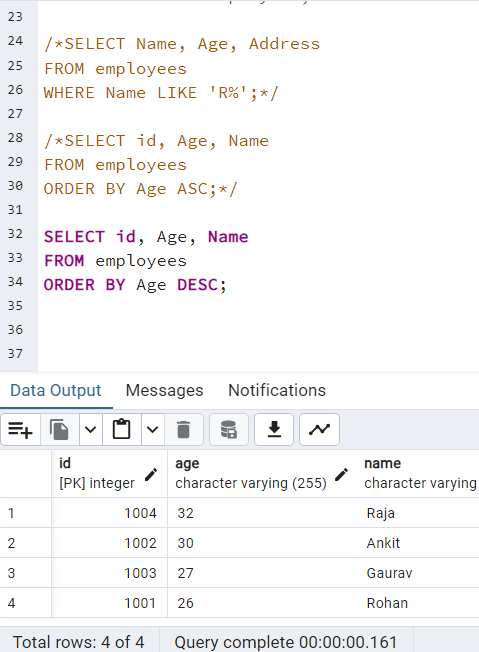 23
24 /*SELECT Name, Age, Address
25 FROM employees
26 WHERE Name LIKE 'R%';*/
27
28 /*SELECT id, Age, Name
29 FROM employees
30 ORDER BY Age ASC;*/
31
32 SELECT id, Age, Name
33 FROM employees
34 ORDER BY Age DESC;
35
36
37
Data Output Messages Notifications
id age name
[PK] integer character varying (255) character varying
1 1004 32 Raja
2 1002 30 Ankit
3 1003 27 Gaurav
4 1001 26 Rohan
Total rows: 4 of 4 Query complete 00:00:00.161